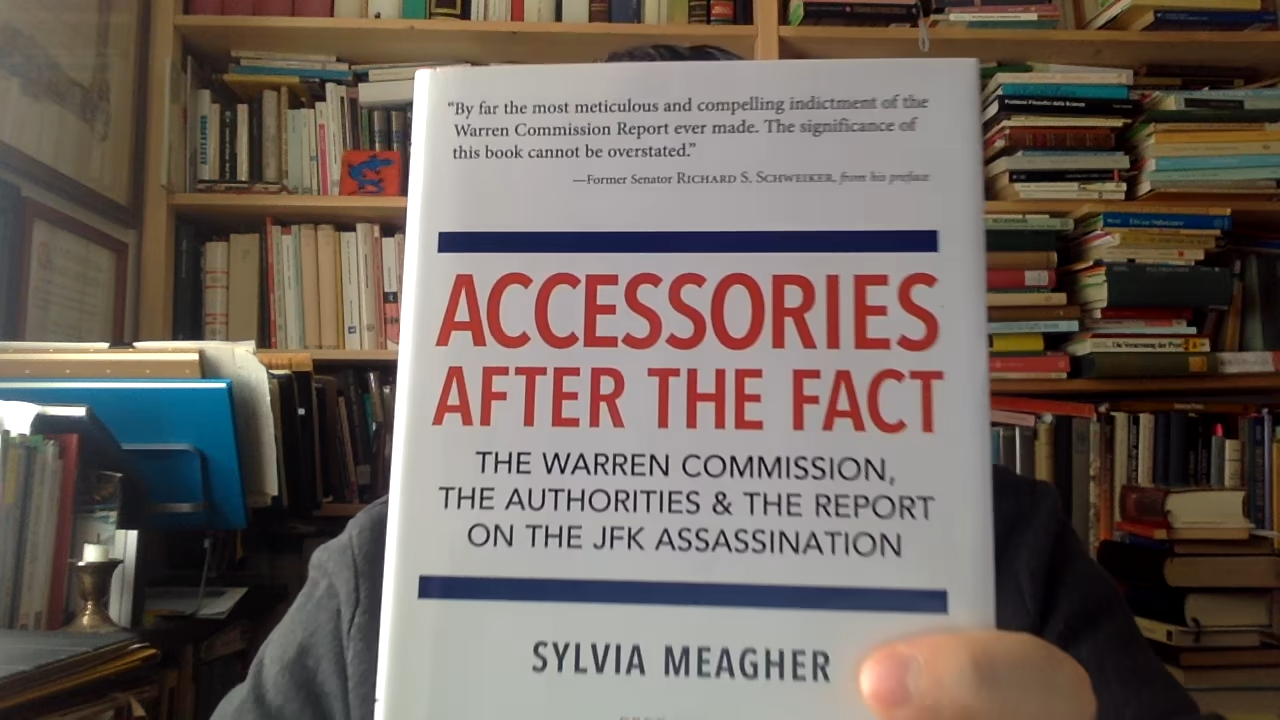 “By far the most meticulous and compelling indictment of the
Warren Commission Report ever made. The significance of
this book cannot be overstated.”
—Former Senator RICHARD S. SCHWEIKER, from his preface
ACCESSORIES
AFTER THE FACT
THE WARREN COMMISSION,
THE AUTHORITIES & THE REPORT
ON THE JFK ASSASSINATION
SYLVIA MEAGHER